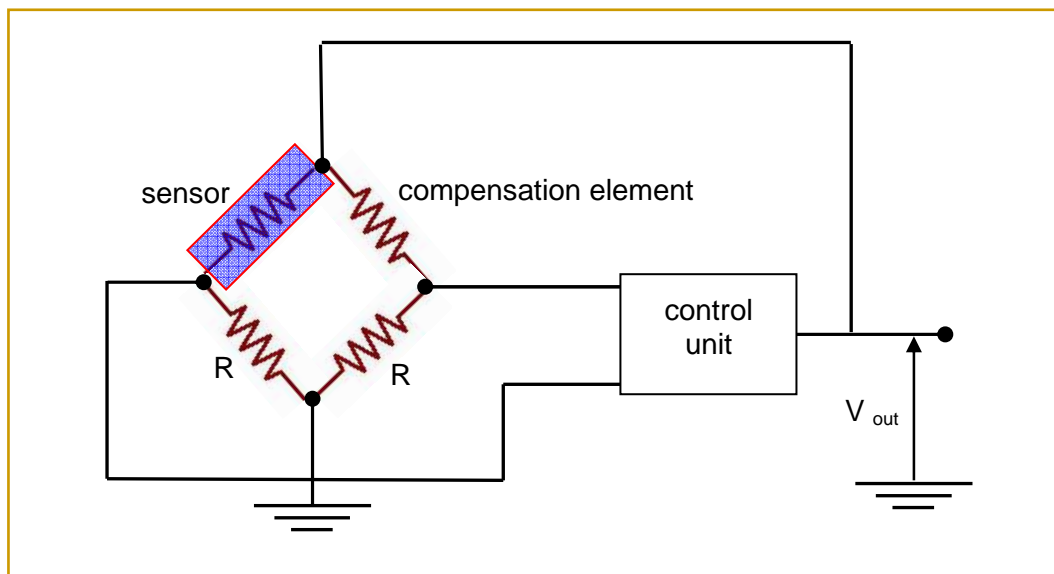 sensor
compensation element
control
unit
R
R
V out